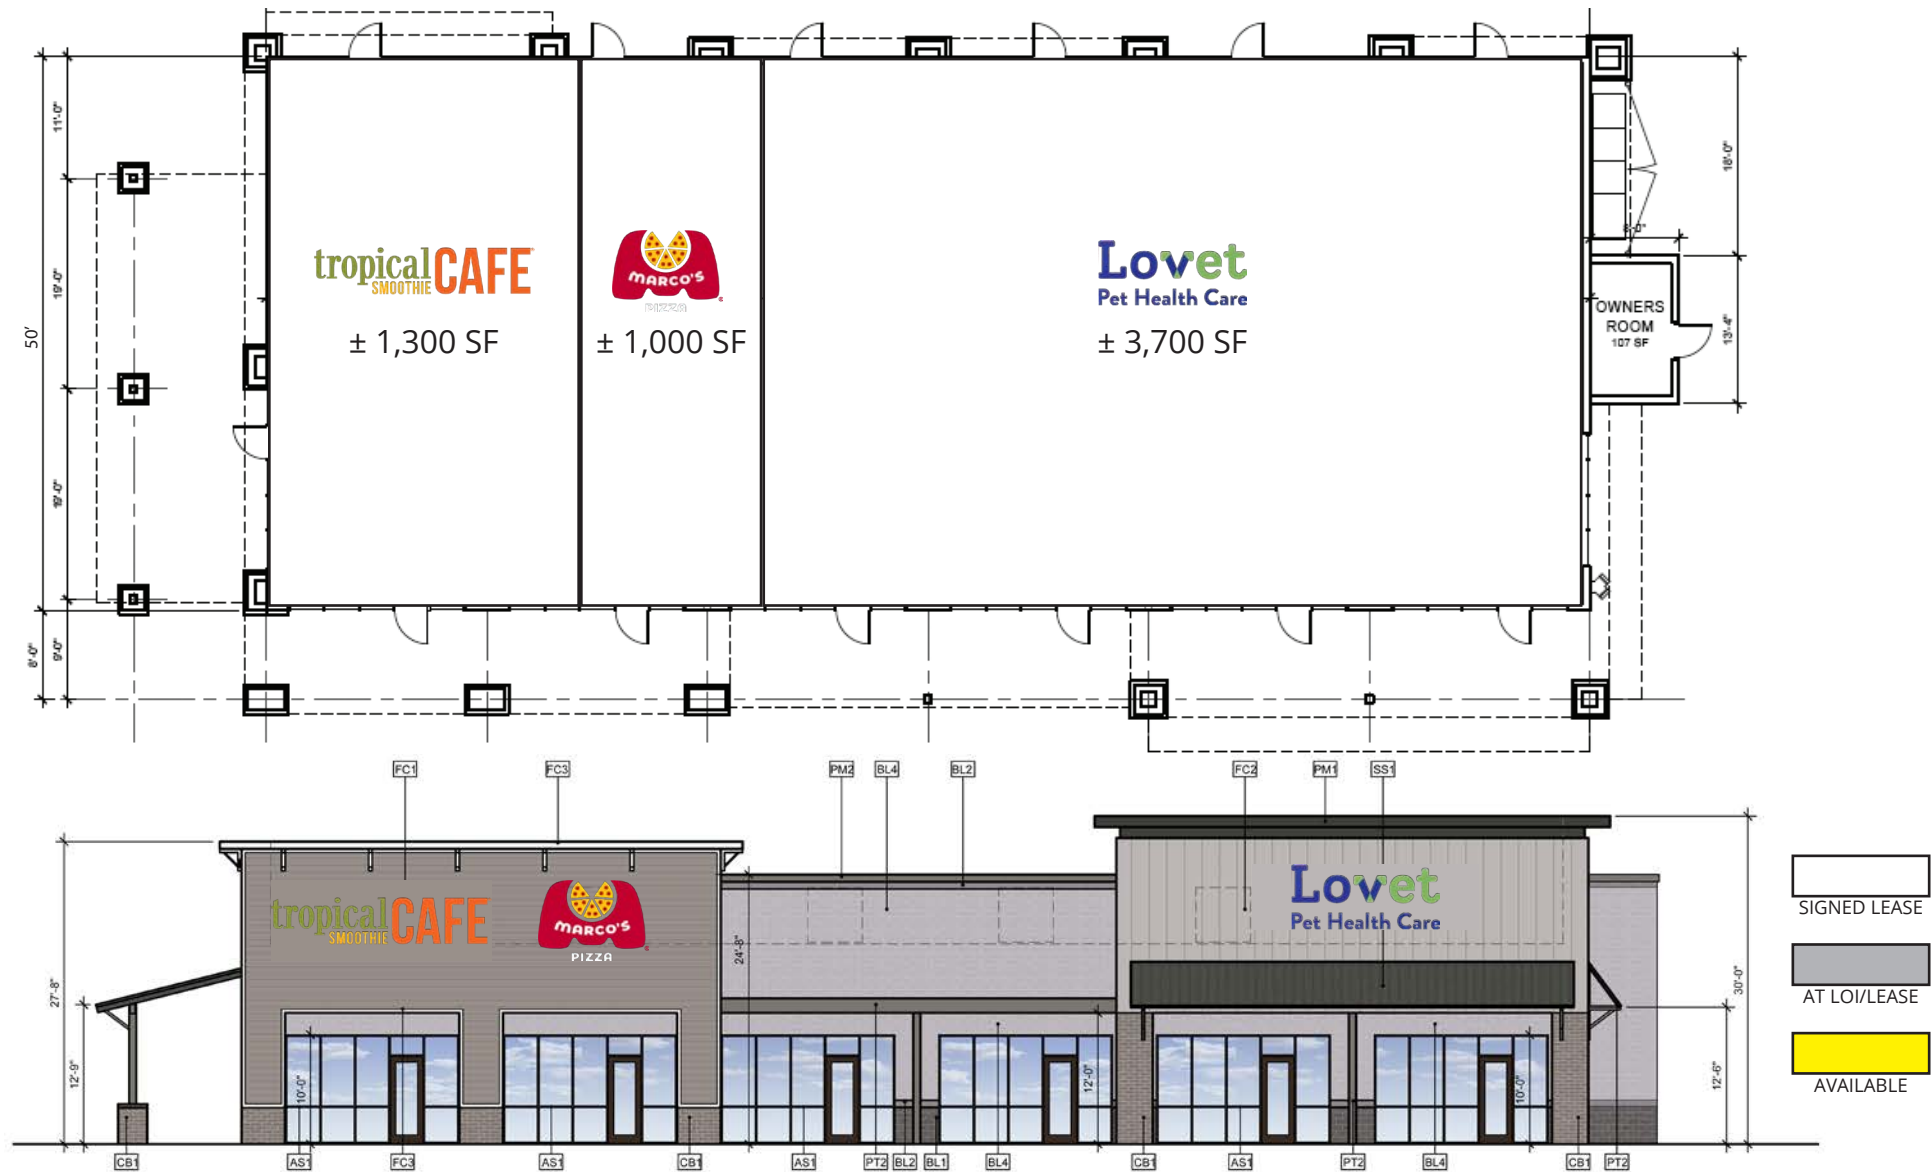 11'-0"
19'-0"
19'-0"
50'
8'-0"
9'-0"
18'-0"
13'-4"
tropical CAFE
SMOOTHIE
± 1,300 SF
MARCO'S
PIZZA
± 1,000 SF
Lovet
Pet Health Care
± 3,700 SF
OWNERS
ROOM
107 SF
FC1
FC3
PM2
BL4
BL2
FC2
PM1
SS1
27'-8"
12'-9"
tropical CAFE
SMOOTHIE
MARCO'S
PIZZA
24'-8"
Lovet
Pet Health Care
30'-0"
12'-6"
10'-0"
12'-0"
10'-0"
CB1
AS1
FC3
AS1
CB1
AS1
PT2
BL2
BL1
BL4
CB1
AS1
PT2
BL4
CB1
PT2
SIGNED LEASE
AT LOI/LEASE
AVAILABLE